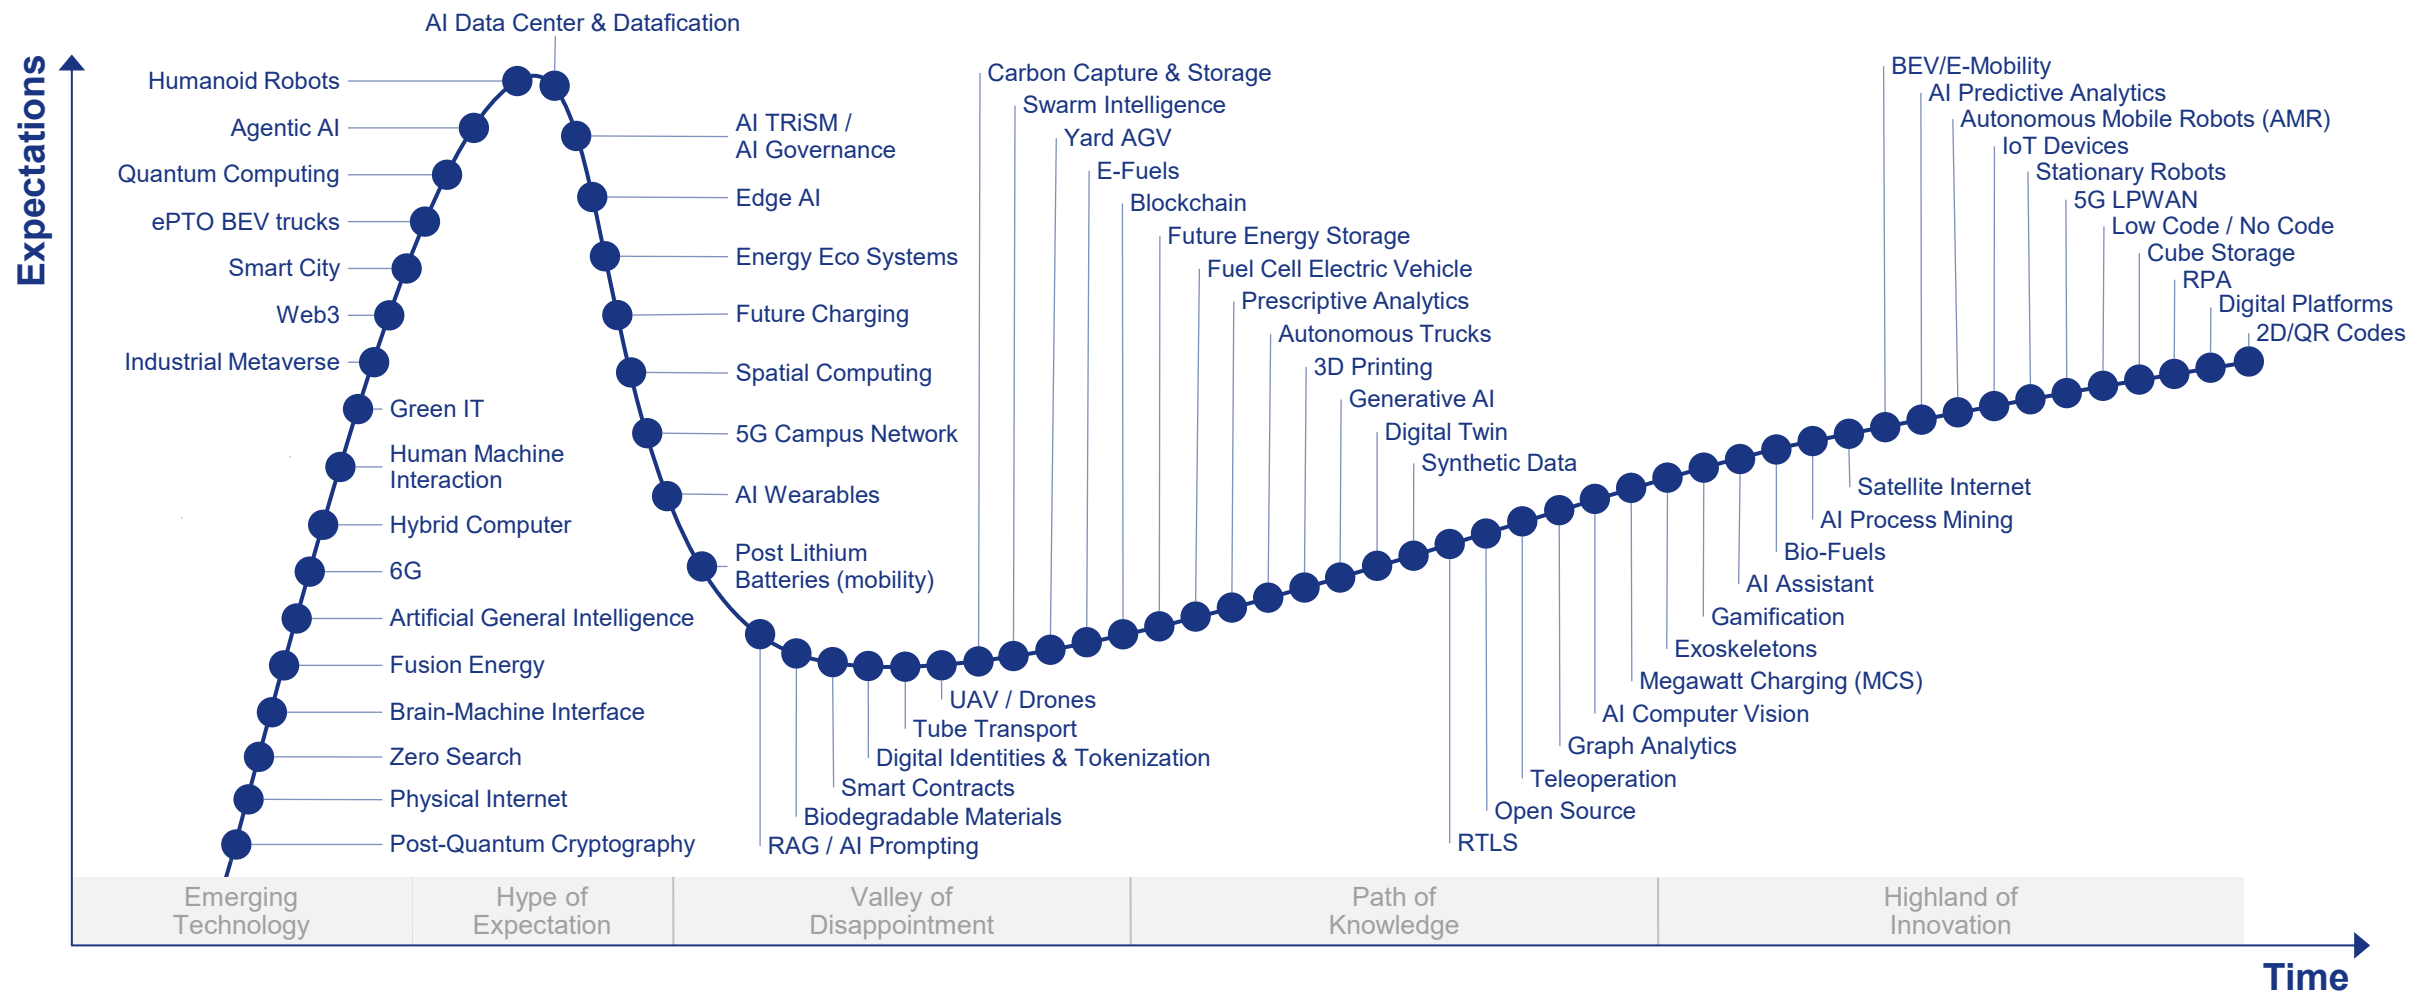 AI Data Center & Datafication
Expectations
Humanoid Robots
Agentic AI
Quantum Computing
ePTO BEV trucks
Smart City
Web3
Industrial Metaverse
Green IT
Human Machine
Interaction
Hybrid Computer
6G
Artificial General Intelligence
Fusion Energy
Brain-Machine Interface
Zero Search
Physical Internet
Post-Quantum Cryptography
AI TRiSM /
AI Governance
Edge AI
Energy Eco Systems
Future Charging
Spatial Computing
5G Campus Network
AI Wearables
Post Lithium
Batteries (mobility)
Carbon Capture & Storage
Swarm Intelligence
Yard AGV
E-Fuels
Blockchain
Future Energy Storage
Fuel Cell Electric Vehicle
Prescriptive Analytics
Autonomous Trucks
3D Printing
Generative AI
Digital Twin
Synthetic Data
UAV / Drones
Tube Transport
Digital Identities & Tokenization
Smart Contracts
Biodegradable Materials
RAG / AI Prompting
BEV/E-Mobility
AI Predictive Analytics
Autonomous Mobile Robots (AMR)
IoT Devices
Stationary Robots
5G LPWAN
Low Code / No Code
Cube Storage
RPA
Digital Platforms
2D/QR Codes
Satellite Internet
AI Process Mining
Bio-Fuels
AI Assistant
Gamification
Exoskeletons
Megawatt Charging (MCS)
AI Computer Vision
Graph Analytics
Teleoperation
Open Source
RTLS
Emerging
Technology
Hype of
Expectation
Valley of
Disappointment
Path of
Knowledge
Highland of
Innovation
Time